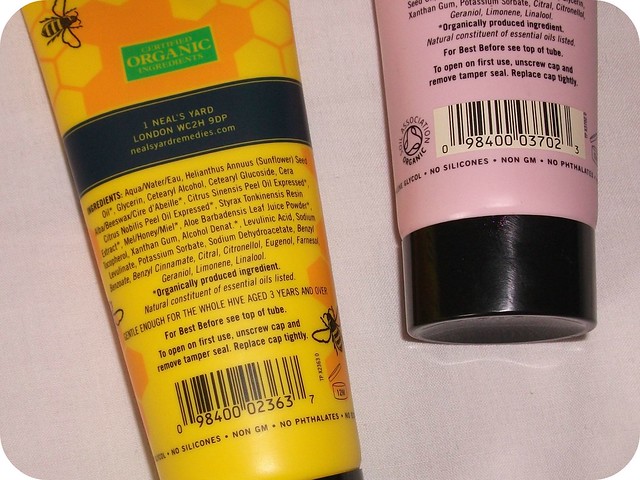 CERTIFIED
ORGANIC
INGREDIENTS
1 NEAL'S YARD
LONDON WC2H 9DP
nealsyardremedies.com
INGREDIENTS: Aqua/Water/Eau, Helianthus Annuus (Sunflower) Seed
Oil*, Glycerin, Cetearyl Alcohol, Cetearyl Glucoside, Cera
Alba/Beeswax/Cire d'Abeille*, Citrus Sinensis Peel Oil Expressed*,
Citrus Nobilis Peel Oil Expressed*, Styrax Tonkinensis Resin
Extract*, Mel/Honey/Miel*, Aloe Barbadensis Leaf Juice Powder*,
Tocopherol, Xanthan Gum, Alcohol Denat.*, Levulinic Acid, Sodium
Levulinate, Potassium Sorbate, Sodium Dehydroacetate, Benzyl
Benzoate, Benzyl Cinnamate, Citral, Citronellol, Eugenol, Farnesol,
Geraniol, Limonene, Linalool.
*Organically produced ingredient.
Natural constituent of essential oils listed.
GENTLE ENOUGH FOR THE WHOLE HIVE AGED 3 YEARS AND OVER
For Best Before see top of tube.
To open on first use, unscrew cap and
remove tamper seal. Replace cap tightly.
12M
0 98400 02363 7
• NO SILICONES • NON GM • NO PHTHALATES • NO
Xanthan Gum, Potassium Sorbate, Citral, Citronellol,
Geraniol, Limonene, Linalool.
*Organically produced ingredient.
Natural constituent of essential oils listed.
For Best Before see top of tube.
To open on first use, unscrew cap and
remove tamper seal. Replace cap tightly.
SOIL ASSOCIATION
ORGANIC
0 98400 03702 3
GLYCOL • NO SILICONES • NON GM • NO PHTHALATES